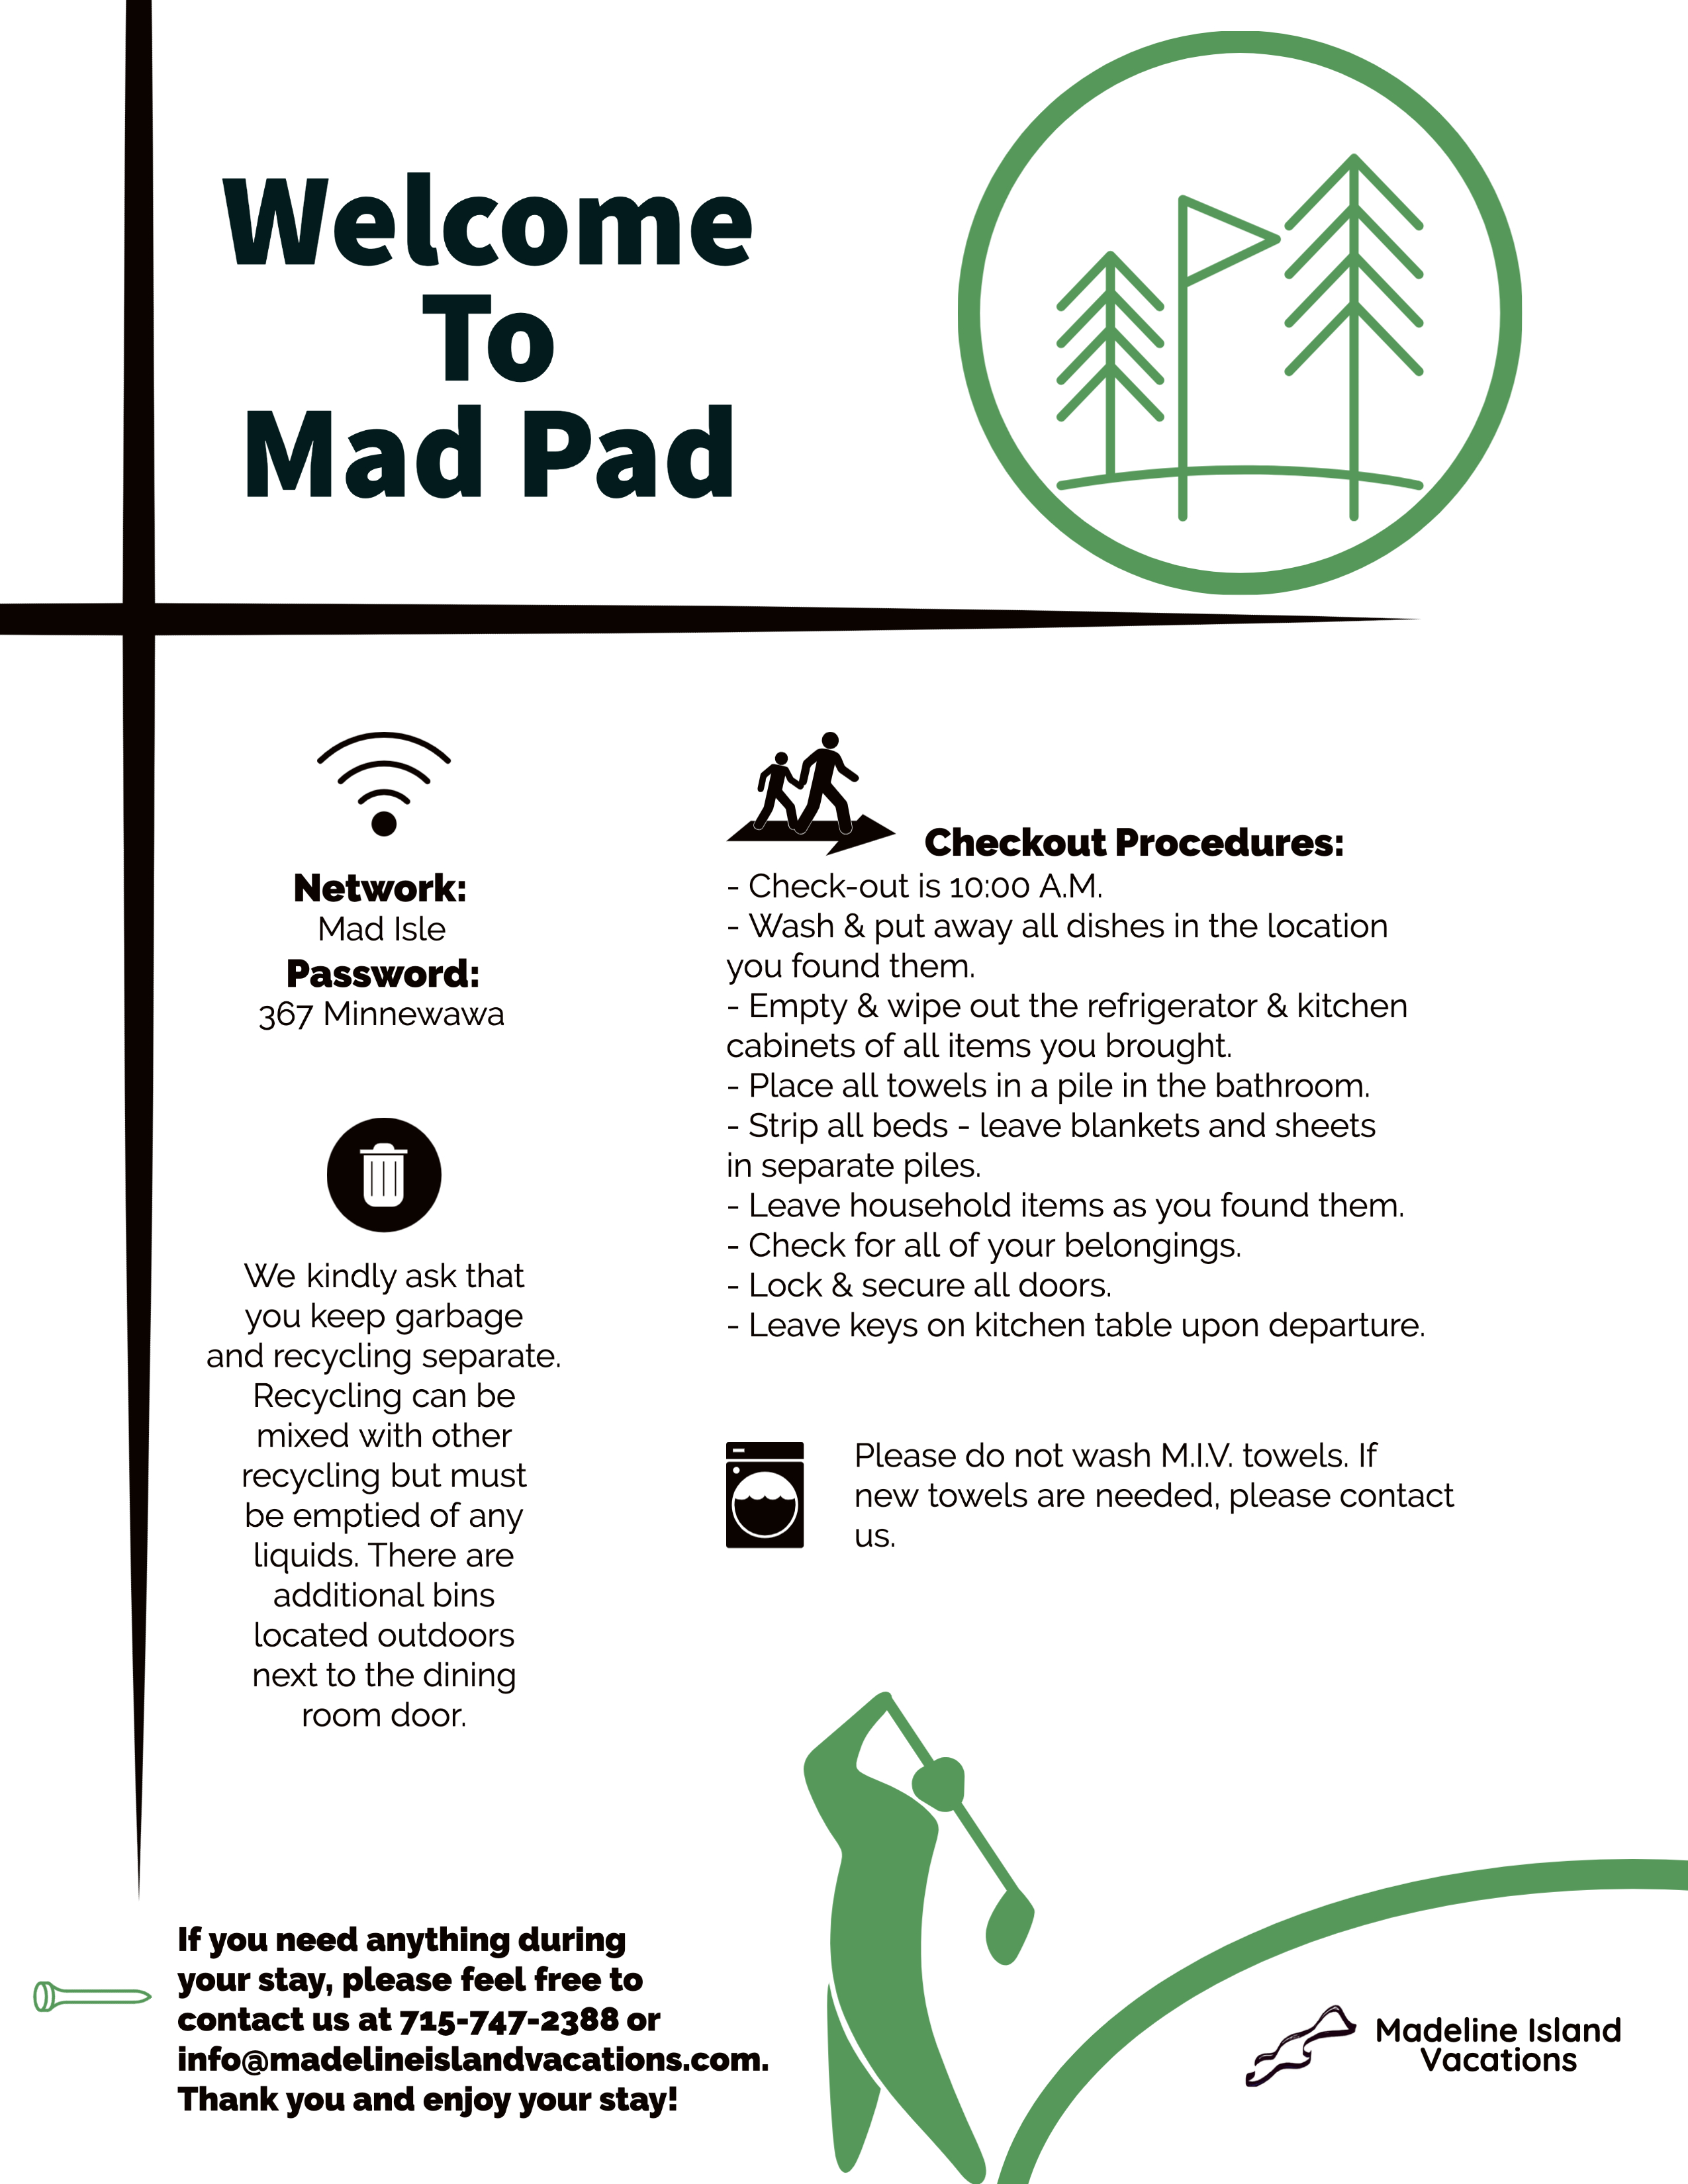 Welcome
To
Mad Pad
Network:
Mad Isle
Password:
367 Minnewawa
We kindly ask that
you keep garbage
and recycling separate.
Recycling can be
mixed with other
recycling but must
be emptied of any
liquids. There are
additional bins
located outdoors
next to the dining
room door.
Checkout Procedures:
- Check-out is 10:00 A.M.
- Wash & put away all dishes in the location
you found them.
- Empty & wipe out the refrigerator & kitchen
cabinets of all items you brought.
- Place all towels in a pile in the bathroom.
- Strip all beds - leave blankets and sheets
in separate piles.
- Leave household items as you found them.
- Check for all of your belongings.
- Lock & secure all doors.
- Leave keys on kitchen table upon departure.
Please do not wash M.I.V. towels. If
new towels are needed, please contact
us.
If you need anything during
your stay, please feel free to
contact us at 715-747-2388 or
info@madelineislandvacations.com.
Thank you and enjoy your stay!
Madeline Island
Vacations